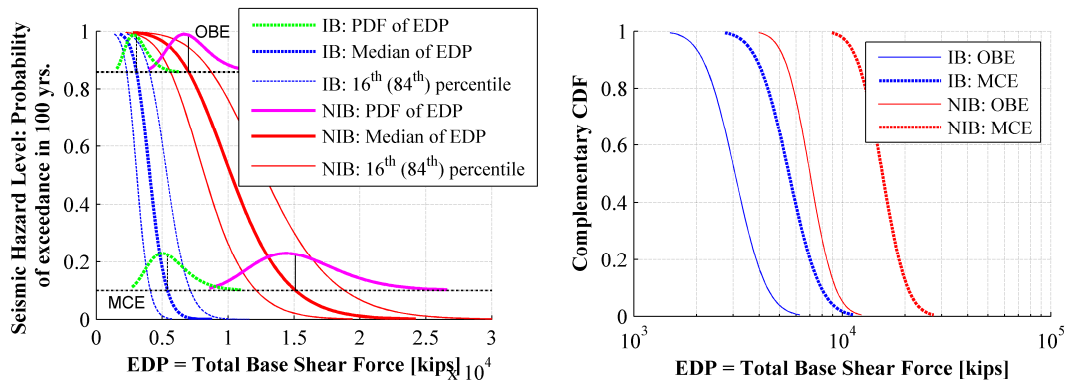 Seismic Hazard Level: Probability
of exceedance in 100 yrs.
1
0.8
0.6
0.4
0.2
0
OBE
MCE
IB: PDF of EDP
IB: Median of EDP
IB: 16th (84th) percentile
NIB: PDF of EDP
NIB: Median of EDP
NIB: 16th (84th) percentile
0 0.5 1 1.5 2 2.5 3
EDP = Total Base Shear Force [kips]
x 10^4
Complementary CDF
1
0.8
0.6
0.4
0.2
0
IB: OBE
IB: MCE
NIB: OBE
NIB: MCE
10^3 10^4 10^5
EDP = Total Base Shear Force [kips]